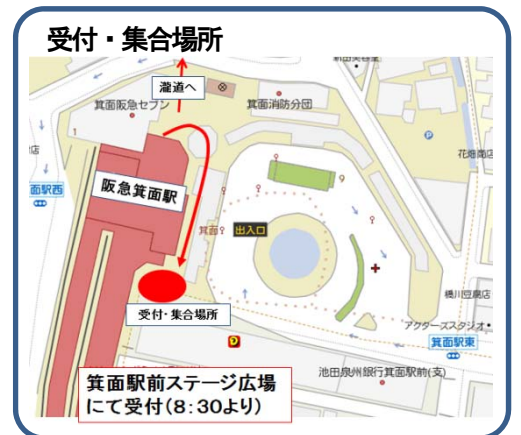 受付・集合場所
瀧道へ
箕面阪急セブン
箕面消防分団
1
花畑商店
面駅西
阪急箕面駅
箕面
出入口
受付・集合場所
桶川豆腐店
アクターズスタジオ
箕面駅東
池田泉州銀行箕面駅前(支)
箕面駅前ステージ広場
にて受付(8:30より)